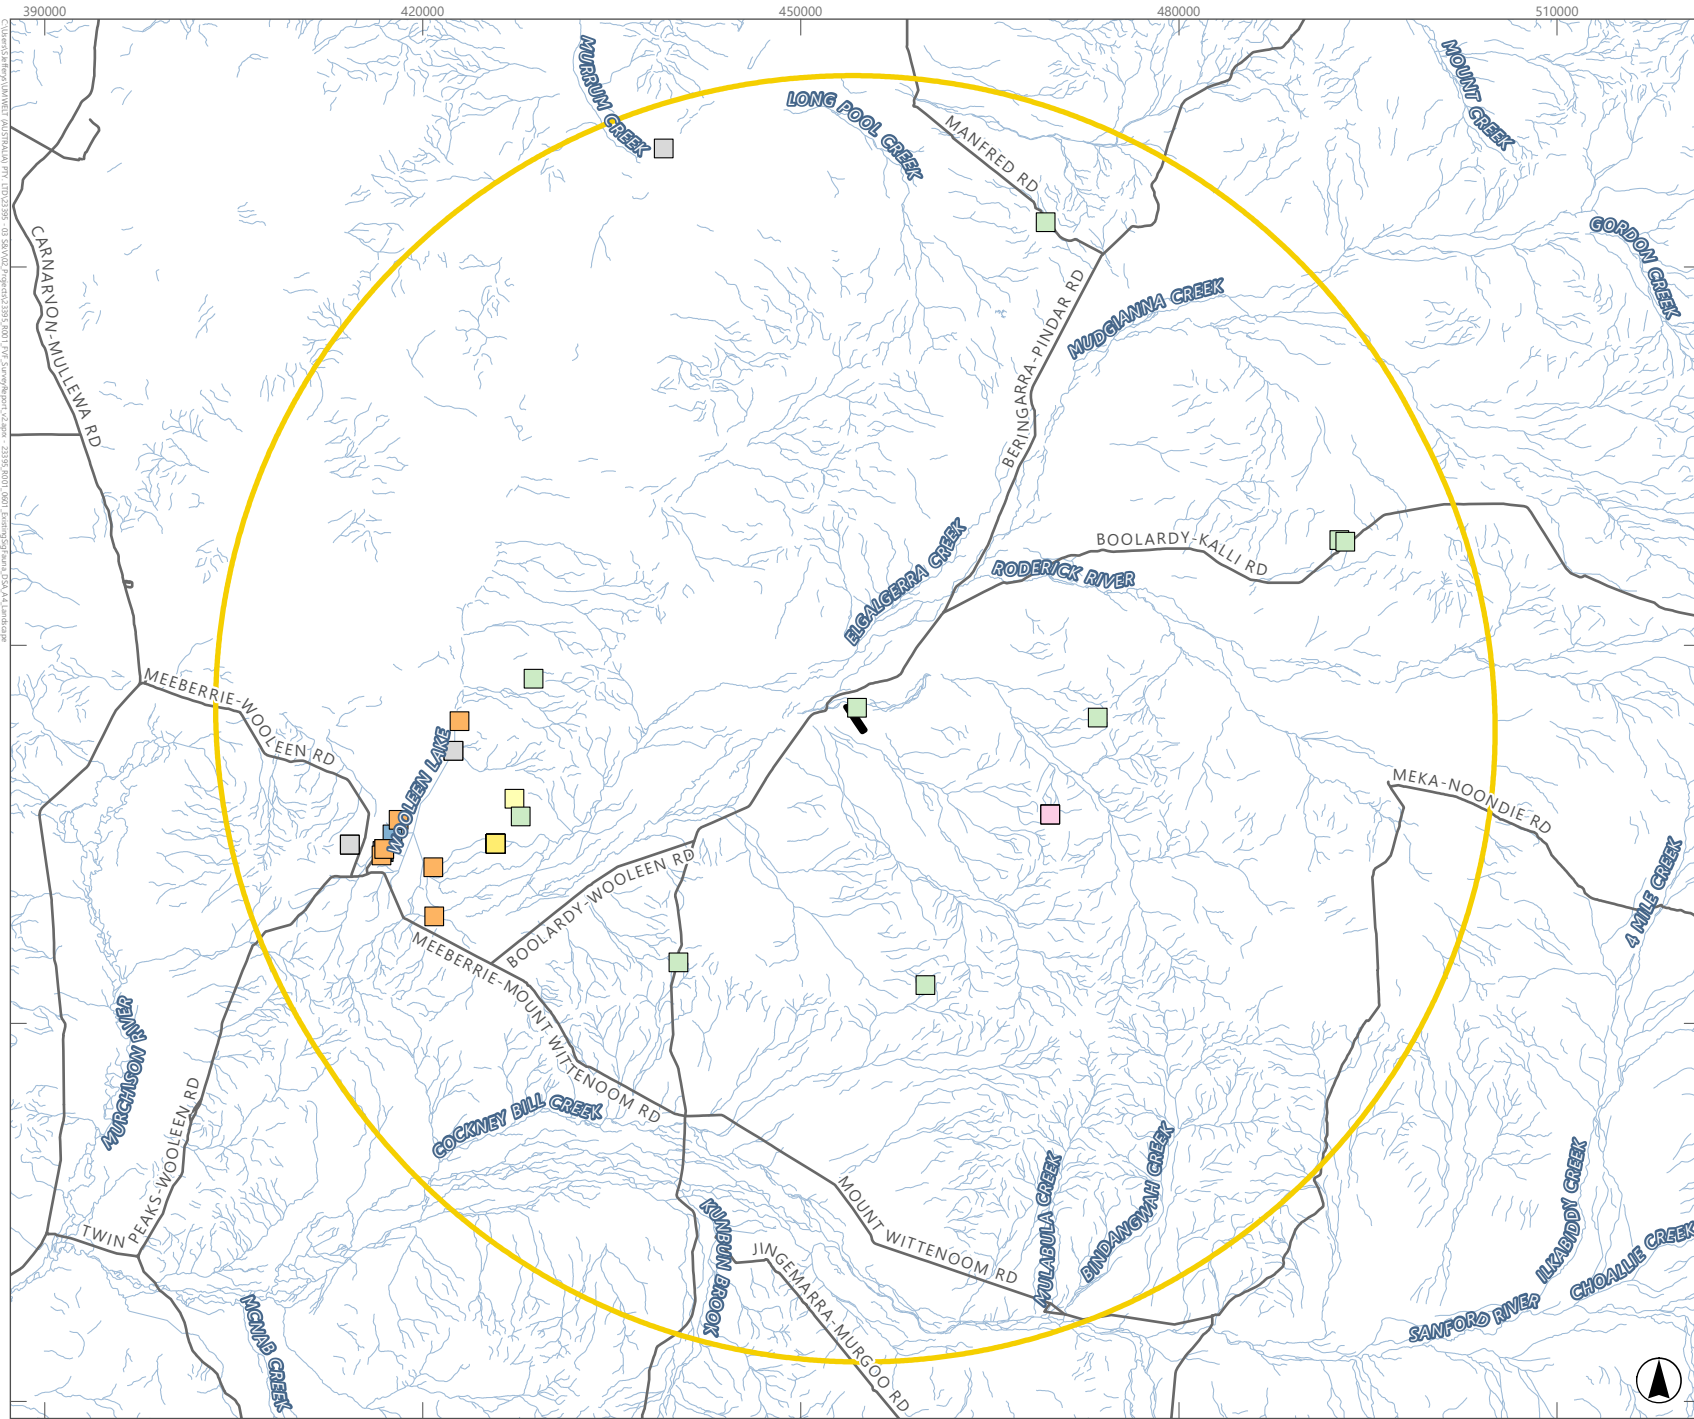 390000
420000
450000
480000
510000
MURRUM CREEK
LONG POOL CREEK
MOUNT CREEK
MANFRED RD
GORDON CREEK
CARNARVON-MULLEWA RD
BERINGARRA-PINDAR RD
MUDGIANNA CREEK
ELGALGERRA CREEK
BOOLARDY-KALLI RD
RODERICK RIVER
MEEBERRIE-WOOLEEN RD
WOOLEEN LAKE
MEKA-NOONDIE RD
BOOLARDY-WOOLEEN RD
4 MILE CREEK
MEEBERRIE-MOUNT WITTENOOM RD
MURCHISON RIVER
COCKNEY BILL CREEK
TWIN PEAKS-WOOLEEN RD
MOUNT WITTENOOM RD
WULABULA CREEK
BINDANGWAH CREEK
ILKABIDDY CREEK
CHOALLIE CREEK
KUNBUN BROOK
JINGEMARRA-MURGOO RD
SANFORD RIVER
MCNAB CREEK